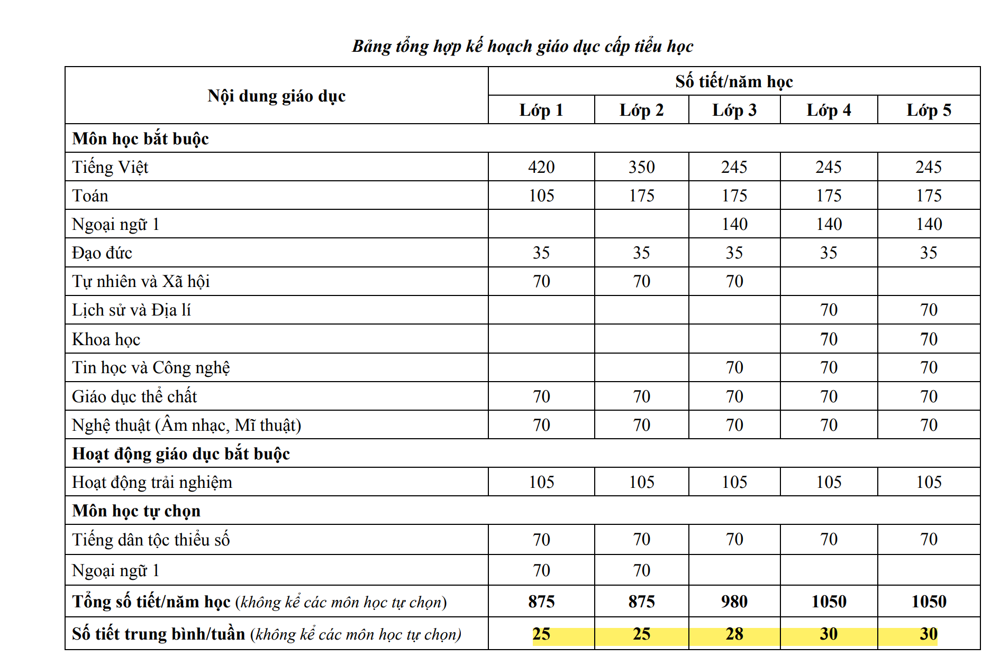 Bảng tổng hợp kế hoạch giáo dục cấp tiểu học
Nội dung giáo dục Số tiết/năm học
Lớp 1 Lớp 2 Lớp 3 Lớp 4 Lớp 5
Môn học bắt buộc
Tiếng Việt 420 350 245 245 245
Toán 105 175 175 175 175
Ngoại ngữ 1 140 140 140
Đạo đức 35 35 35 35 35
Tự nhiên và Xã hội 70 70 70
Lịch sử và Địa lí 70 70
Khoa học 70 70
Tin học và Công nghệ 70 70 70
Giáo dục thể chất 70 70 70 70 70
Nghệ thuật (Âm nhạc, Mĩ thuật) 70 70 70 70 70
Hoạt động giáo dục bắt buộc
Hoạt động trải nghiệm 105 105 105 105 105
Môn học tự chọn
Tiếng dân tộc thiểu số 70 70 70 70 70
Ngoại ngữ 1 70 70
Tổng số tiết/năm học (không kể các môn học tự chọn) 875 875 980 1050 1050
Số tiết trung bình/tuần (không kể các môn học tự chọn) 25 25 28 30 30